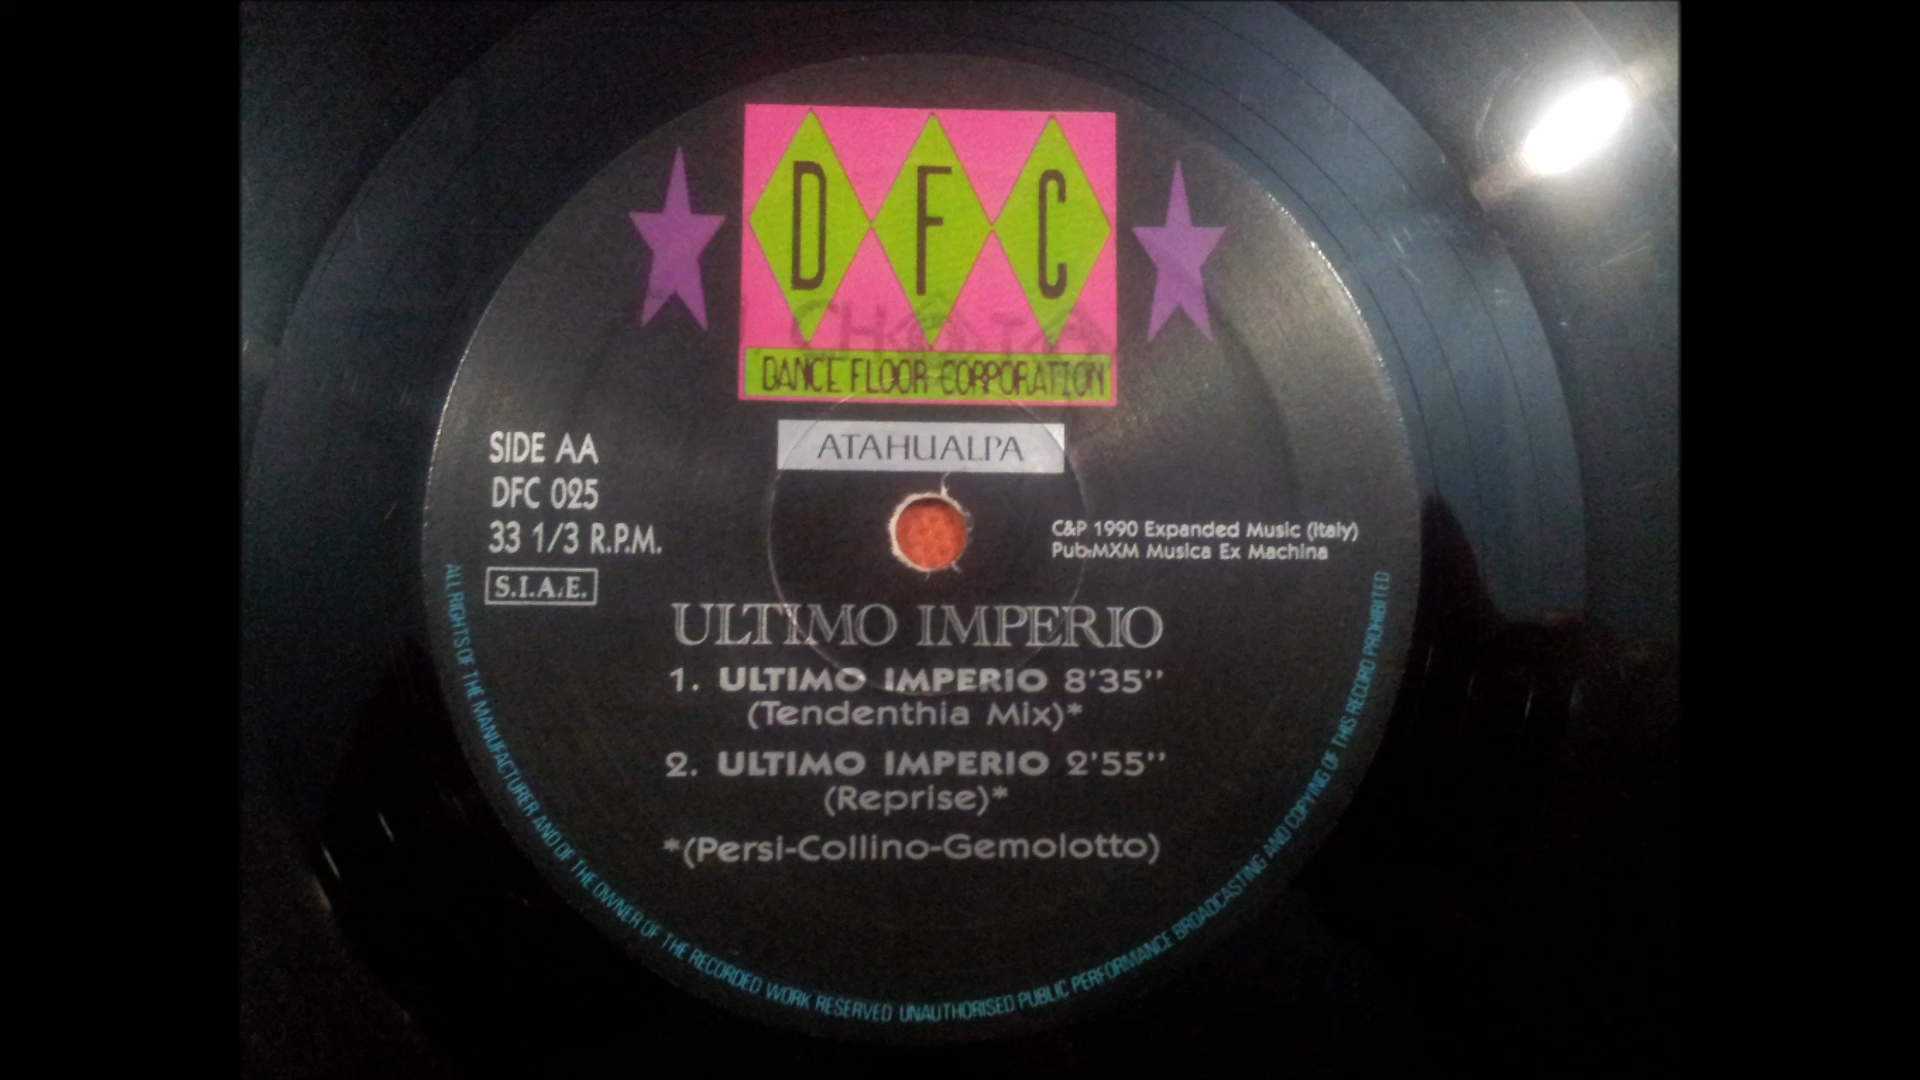 D F C
DANCE FLOOR CORPORATION
ATAHUALPA
SIDE AA
DFC 025
33 1/3 R.P.M.
S.I.A.E.
C&P 1990 Expanded Music (Italy)
Pub:MXM Musica Ex Machina
ULTIMO IMPERIO
1. ULTIMO IMPERIO 8'35''
(Tendenthia Mix)*
2. ULTIMO IMPERIO 2'55''
(Reprise)*
*(Persi-Collino-Gemolotto)
ALL RIGHTS OF THE MANUFACTURER AND OF THE OWNER OF THE RECORDED WORK RESERVED UNAUTHORISED PUBLIC PERFORMANCE BROADCASTING AND COPYING OF THIS RECORD PROHIBITED